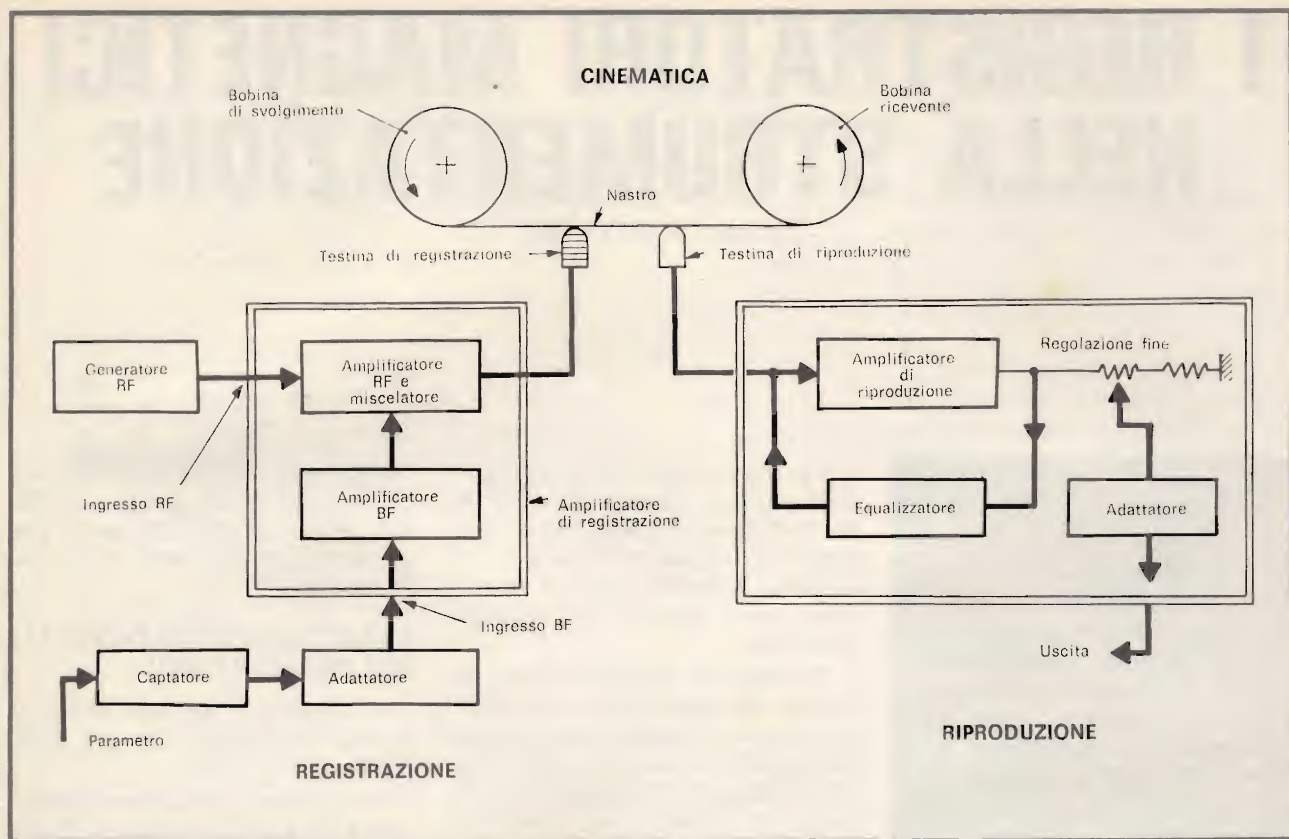 CINEMATICA
Bobina
di svolgimento
Bobina
ricevente
Nastro
Testina di registrazione
Testina di riproduzione
Generatore
RF
Amplificatore
RF e
miscelatore
Ingresso RF
Amplificatore
BF
Amplificatore
di registrazione
Ingresso BF
Captatore
Adattatore
Parametro
REGISTRAZIONE
Amplificatore
di
riproduzione
Regolazione fine
Equalizzatore
Adattatore
Uscita
RIPRODUZIONE